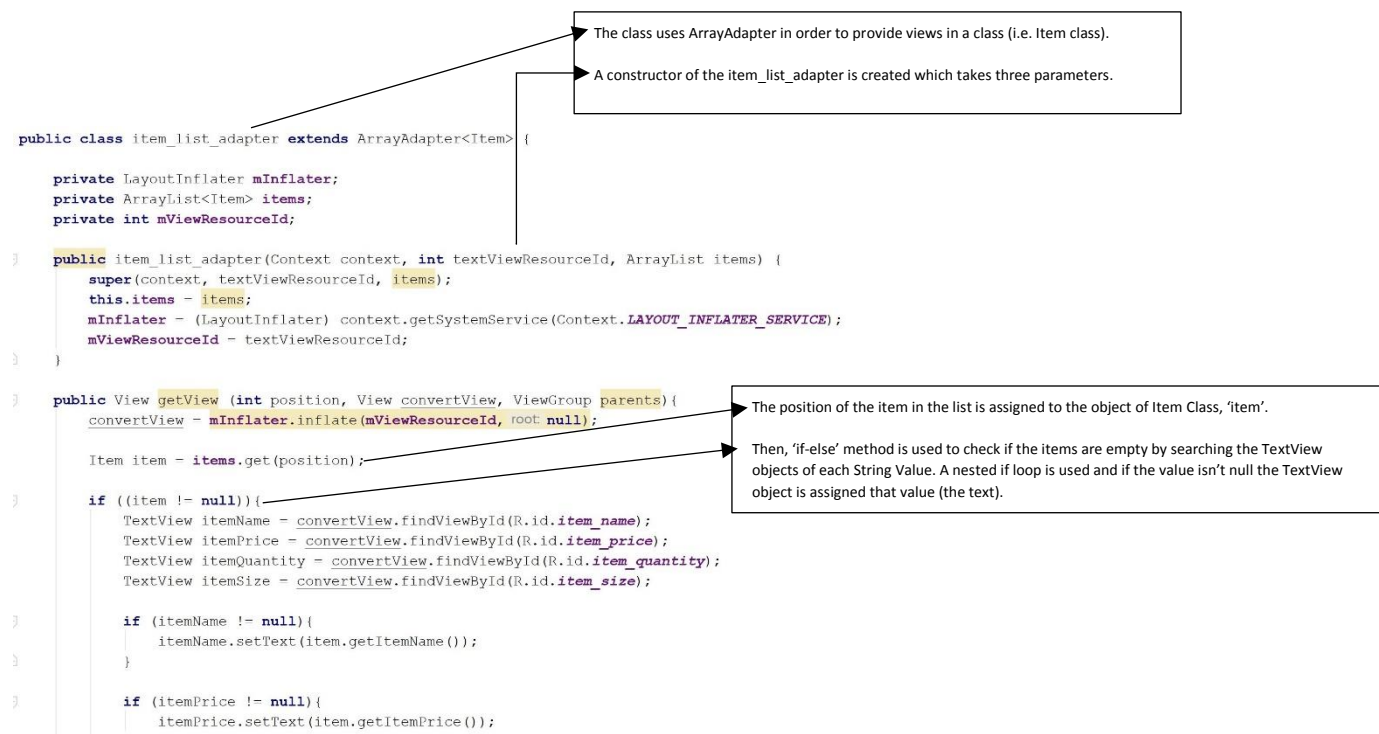 The class uses ArrayAdapter in order to provide views in a class (i.e. Item class).
A constructor of the item_list_adapter is created which takes three parameters.
public class item_list_adapter extends ArrayAdapter<Item> {
private LayoutInflater mInflater;
private ArrayList<Item> items;
private int mViewResourceId;
public item_list_adapter(Context context, int textViewResourceId, ArrayList items) {
super(context, textViewResourceId, items);
this.items = items;
mInflater = (LayoutInflater) context.getSystemService(Context.LAYOUT_INFLATER_SERVICE);
mViewResourceId = textViewResourceId;
}
public View getView (int position, View convertView, ViewGroup parents){
convertView = mInflater.inflate(mViewResourceId, root: null);
Item item = items.get(position);
if ((item != null)){
TextView itemName = convertView.findViewById(R.id.item_name);
TextView itemPrice = convertView.findViewById(R.id.item_price);
TextView itemQuantity = convertView.findViewById(R.id.item_quantity);
TextView itemSize = convertView.findViewById(R.id.item_size);
if (itemName != null){
itemName.setText(item.getItemName());
}
if (itemPrice != null){
itemPrice.setText(item.getItemPrice());
The position of the item in the list is assigned to the object of Item Class, ‘item’.
Then, ‘if-else’ method is used to check if the items are empty by searching the TextView
objects of each String Value. A nested if loop is used and if the value isn’t null the TextView
object is assigned that value (the text).